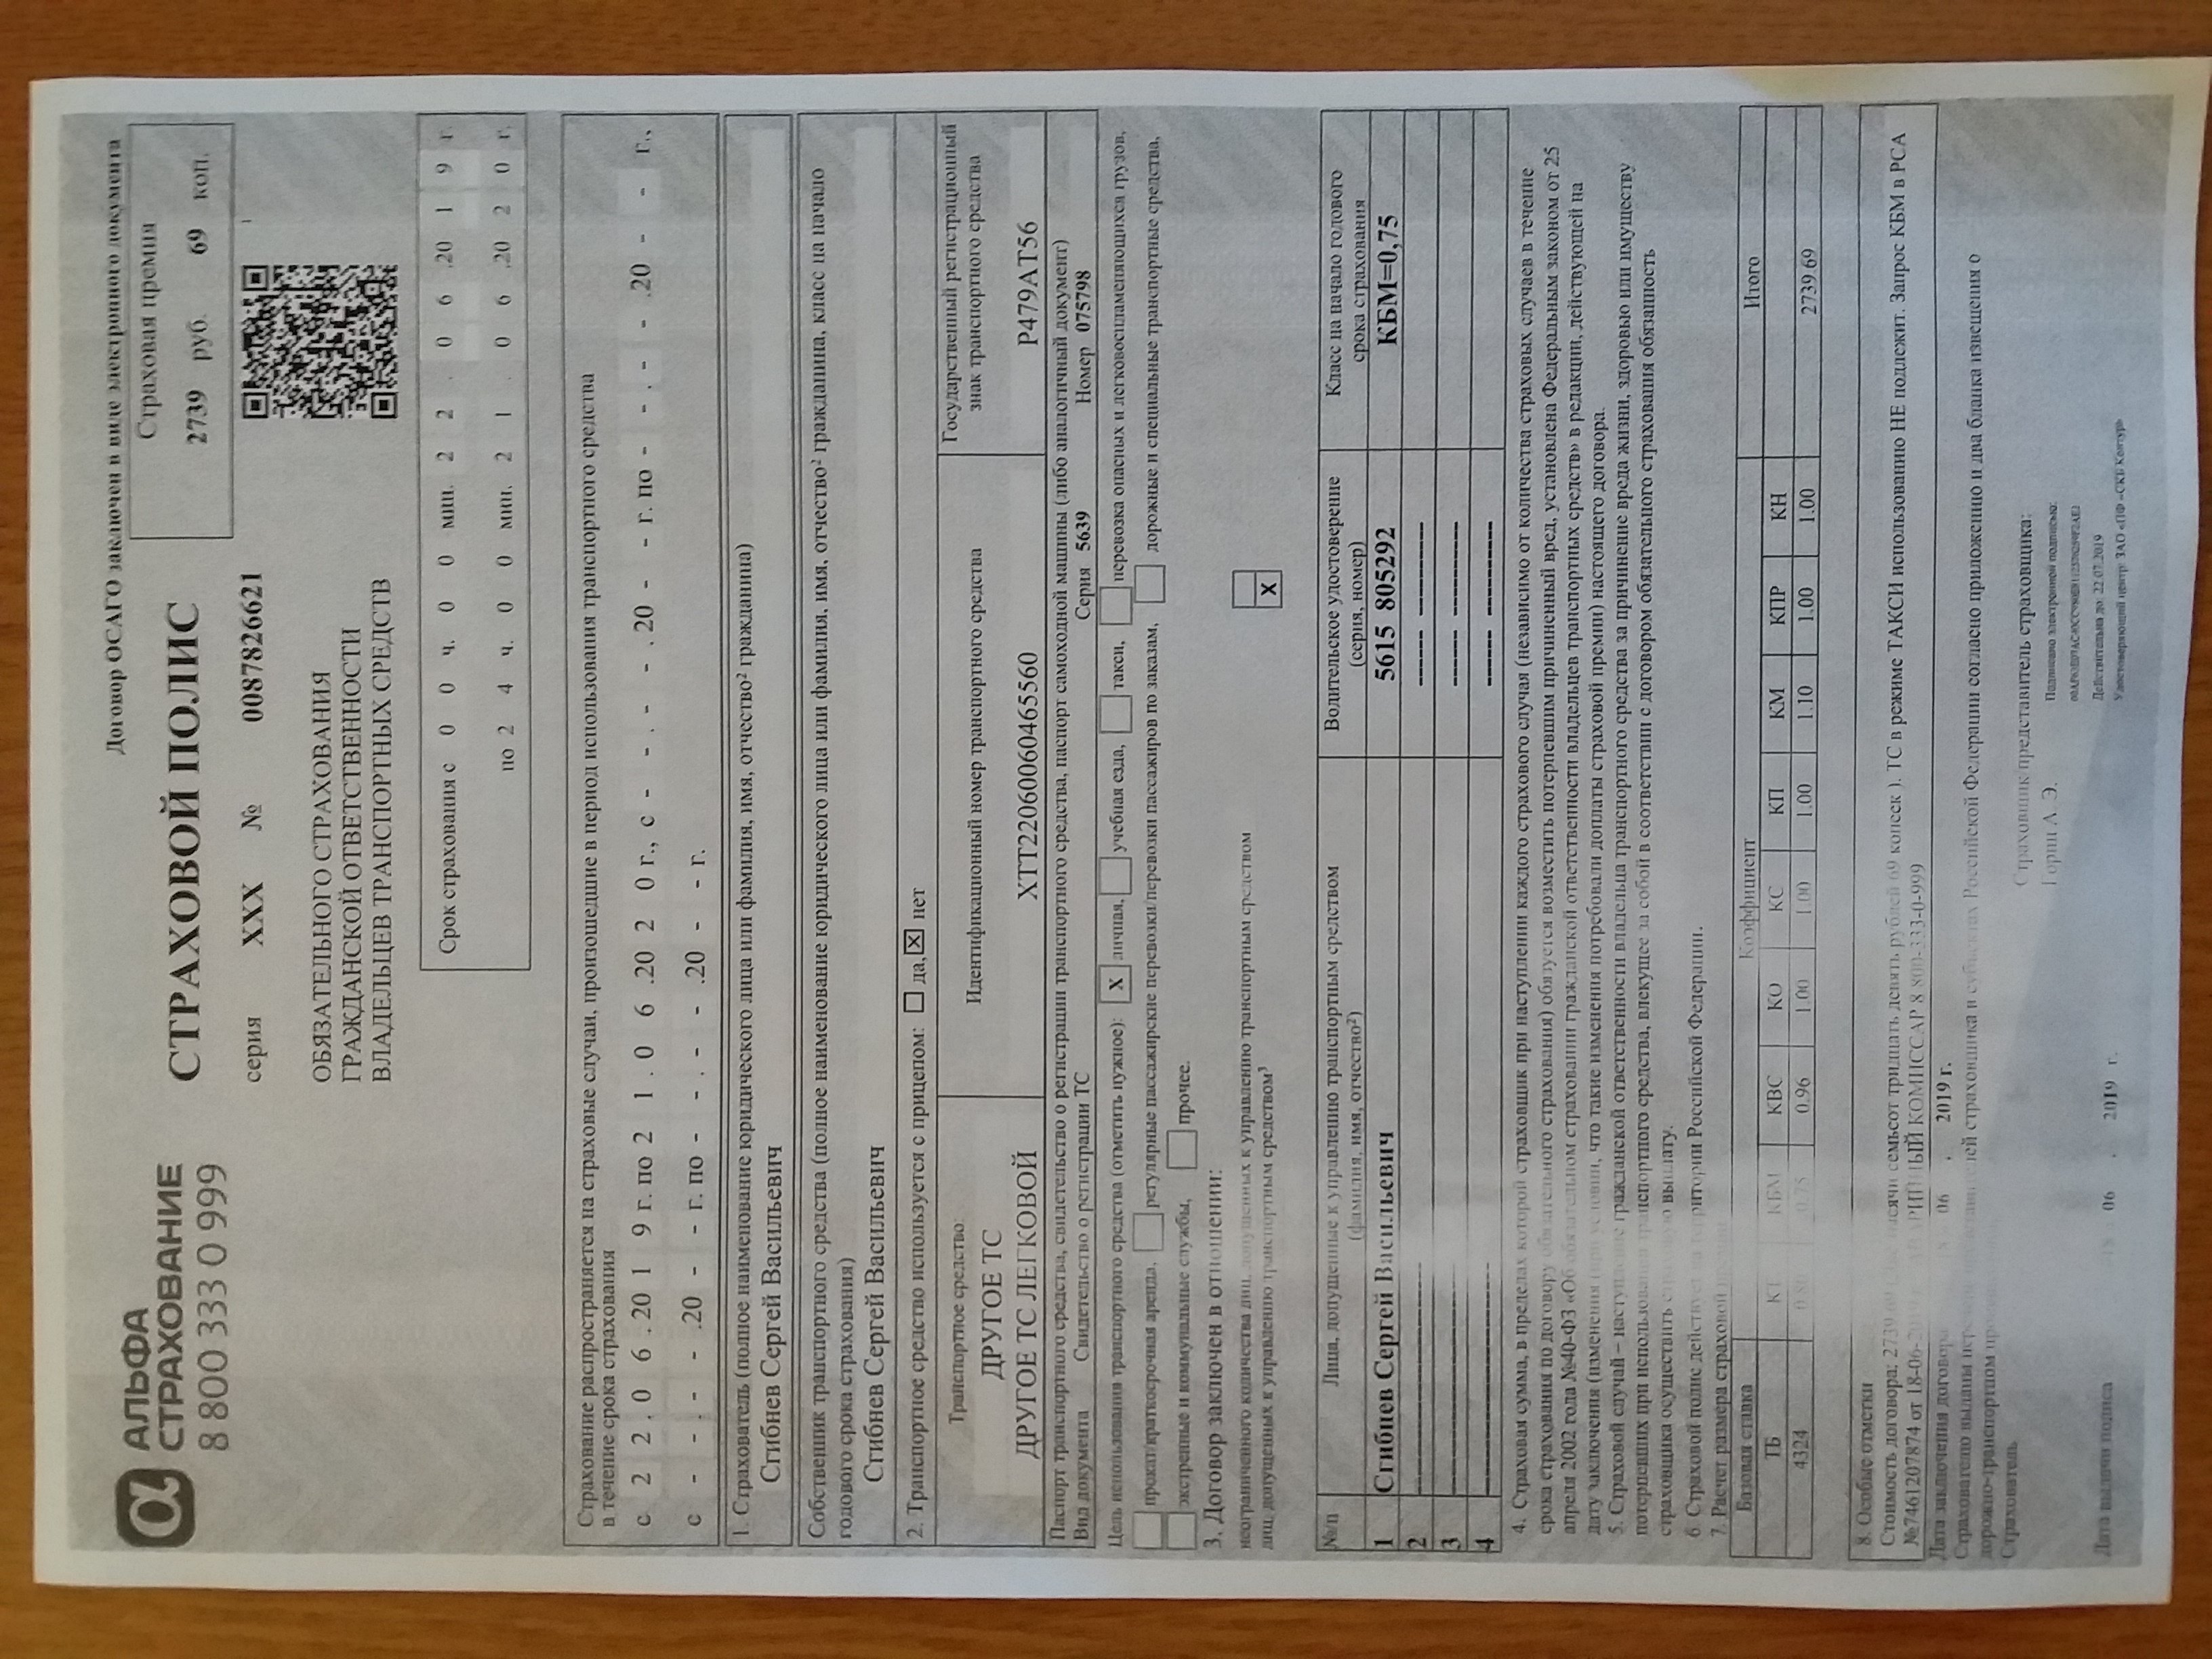 Договор ОСАГО заключен в виде электронного документа
АЛЬФА
СТРАХОВАНИЕ
8 800 333 0 999
СТРАХОВОЙ ПОЛИС
Страховая премия
2739 руб. 69 коп.
серия XXX № 0087826621
ОБЯЗАТЕЛЬНОГО СТРАХОВАНИЯ
ГРАЖДАНСКОЙ ОТВЕТСТВЕННОСТИ
ВЛАДЕЛЬЦЕВ ТРАНСПОРТНЫХ СРЕДСТВ
Срок страхования с 0 0 ч. 0 0 мин. 2 2 . 0 6 .20 1 9 г.
по 2 4 ч. 0 0 мин. 2 1 . 0 6 .20 2 0 г.
Страхование распространяется на страховые случаи, произошедшие в период использования транспортного средства
в течение срока страхования
с 2 2 . 0 6 .20 1 9 г. по 2 1 . 0 6 .20 2 0 г., с - - . - - .20 - - г. по - - . - - .20 - - г.,
с - - . - - .20 - - г. по - - . - - .20 - - г.
1. Страхователь (полное наименование юридического лица или фамилия, имя, отчество² гражданина)
Сгибнев Сергей Васильевич
Собственник транспортного средства (полное наименование юридического лица или фамилия, имя, отчество² гражданина, класс на начало
годового срока страхования)
Сгибнев Сергей Васильевич
2. Транспортное средство используется с прицепом: ☐ да, ☒ нет
Транспортное средство: Идентификационный номер транспортного средства Государственный регистрационный
знак транспортного средства
ДРУГОЕ ТС
ДРУГОЕ ТС ЛЕГКОВОЙ XTT22060060465560 P479AT56
Паспорт транспортного средства, свидетельство о регистрации транспортного средства, паспорт самоходной машины (либо аналогичный документ)
Вид документа Свидетельство о регистрации ТС Серия 5639 Номер 075798
Цель использования транспортного средства (отметить нужное): X личная, учебная езда, такси, перевозка опасных и легковоспламеняющихся грузов,
прокат/краткосрочная аренда, регулярные пассажирские перевозки/перевозки пассажиров по заказам, дорожные и специальные транспортные средства,
экстренные и коммунальные службы, прочее.
3. Договор заключен в отношении:
неограниченного количества лиц, допущенных к управлению транспортным средством
лиц, допущенных к управлению транспортным средством³ X
№п/п Лица, допущенные к управлению транспортным средством
(фамилия, имя, отчество²) Водительское удостоверение
(серия, номер) Класс на начало годового
срока страхования
1 Сгибнев Сергей Васильевич 5615 805292 КБМ=0,75
2
3
4
4. Страховая сумма, в пределах которой страховщик при наступлении каждого страхового случая (независимо от количества страховых случаев в течение
срока страхования по договору обязательного страхования) обязуется возместить потерпевшим причиненный вред, установлена Федеральным законом от 25
апреля 2002 года №40-ФЗ «Об обязательном страховании гражданской ответственности владельцев транспортных средств» в редакции, действующей на
дату заключения (изменения при условии, что такие изменения потребовали доплаты страховой премии) настоящего договора.
5. Страховой случай – наступление гражданской ответственности владельца транспортного средства за причинение вреда жизни, здоровью или имуществу
потерпевших при использовании транспортного средства, влекущее за собой в соответствии с договором обязательного страхования обязанность
страховщика осуществить страховую выплату.
6. Страховой полис действует на территории Российской Федерации.
7. Расчет размера страховой
Базовая ставка Коэффициент Итого
ТБ КТ КБМ КВС КО КС КП КМ КПР КН
4324 0.75 0.96 1.00 1.00 1.00 1.10 1.00 1.00 2739 69
8. Особые отметки
Стоимость договора: 2739 семьсот тридцать девять рублей 69 копеек ). ТС в режиме ТАКСИ использованию НЕ подлежит. Запрос КБМ в РСА
№7461207874 от 18-06- КОМИССАР 8 800-333-0-999
Дата заключения договора 06 . 2019 г.
Страхователю выданы страховщика и субъектах Российской Федерации согласно приложению и два бланка извещения о
дорожно-транспортном
Страхователь Страховщик/представитель страховщика:
Горин А. Э.
Подписано электронной подписью:
Действительна до: 22.07.2019
Удостоверяющий центр: ЗАО «ПФ «СКБ Контур»
Дата выдачи полиса 06 . 2019 г.